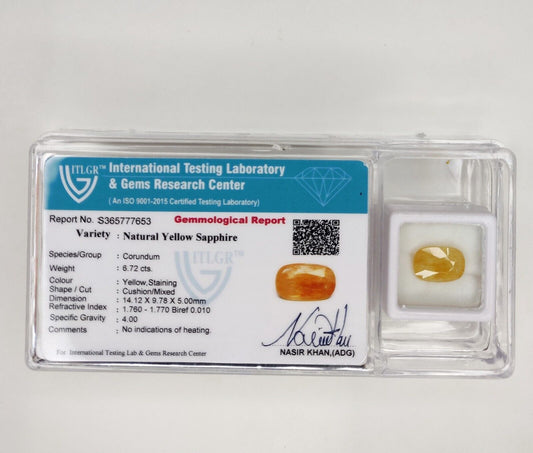 ITLGR™ International Testing Laboratory
& Gems Research Center
( An ISO 9001-2015 Certified Testing Laboratory)
Report No. S365777653 Gemmological Report
Variety : Natural Yellow Sapphire
ITLGR™
Species/Group : Corundum
Weight : 6.72 cts.
Colour : Yellow,Staining
Shape / Cut : Cushion/Mixed
Dimension : 14.12 X 9.78 X 5.00mm
Refractive Index : 1.760 - 1.770 Biref 0.010
Specific Gravity : 4.00
Comments : No indications of heating.
NASIR KHAN,(ADG)
For International Testing Lab & Gems Research Center